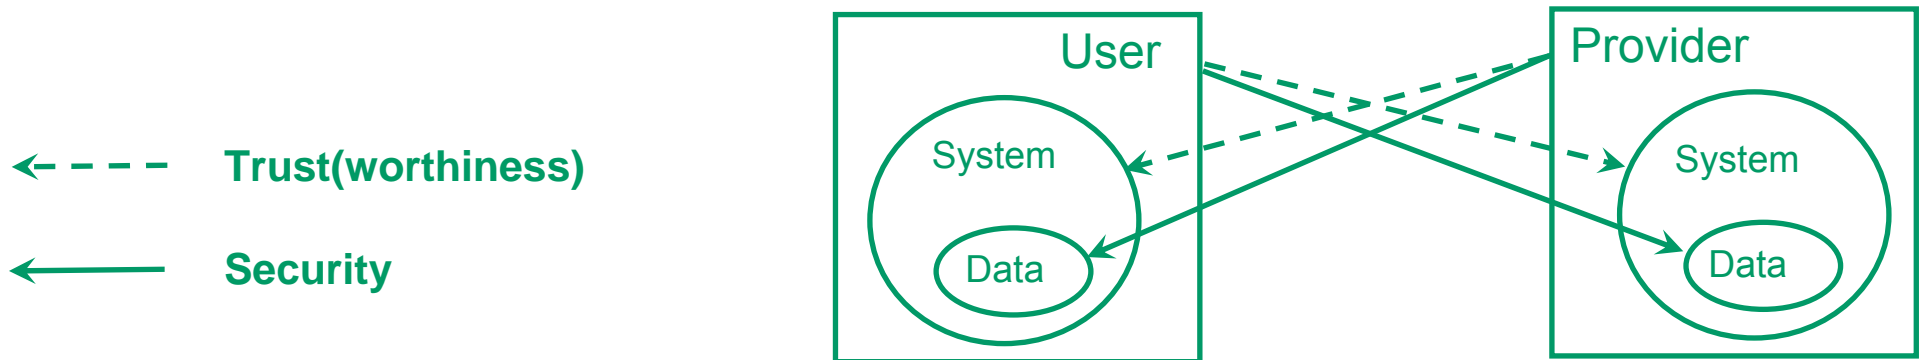 Trust(worthiness)
Security
User
System
Data
Provider
System
Data